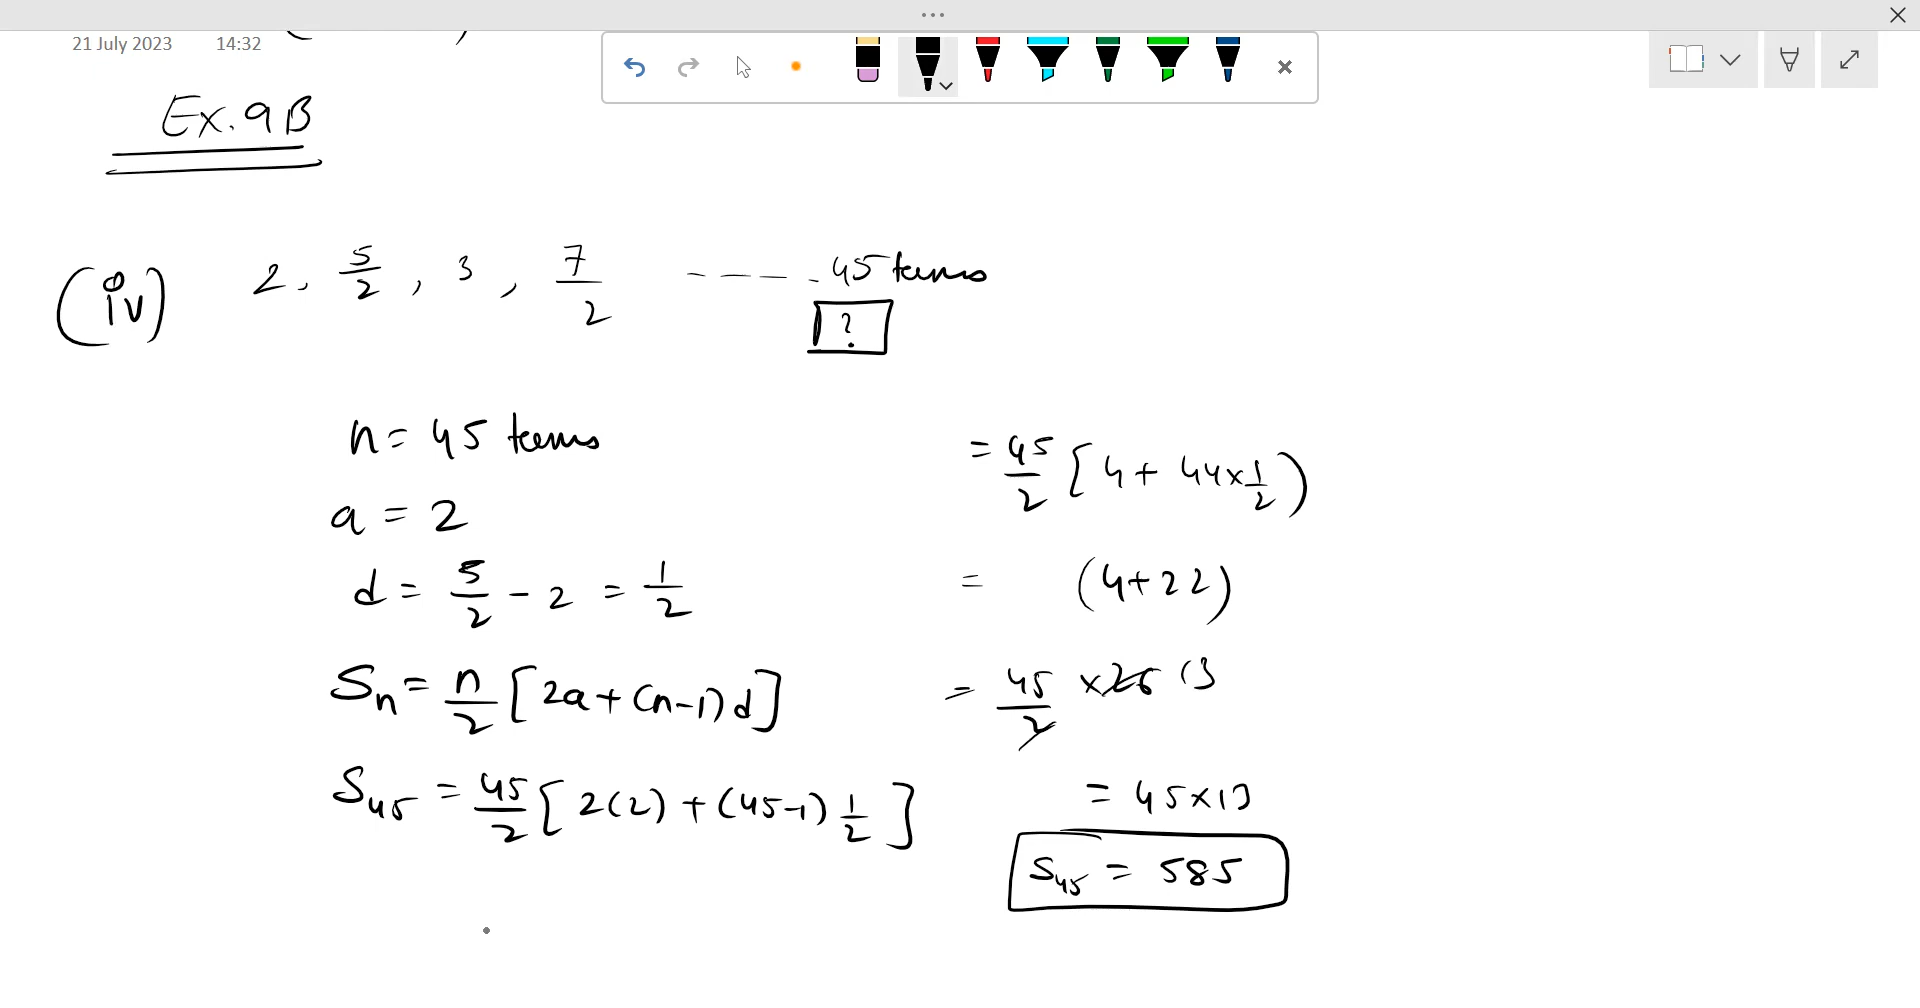 21 July 2023 14:32
Ex. 9B
(iv) 2, 5/2, 3, 7/2 ----- 45 terms
?
n = 45 terms
a = 2
d = 5/2 - 2 = 1/2
Sn = n/2 [2a + (n-1)d]
S45 = 45/2 [2(2) + (45-1) 1/2]
= 45/2 [4 + 44 × 1/2)
= (4+22)
= 45/2 × 26 13
= 45×13
S45 = 585